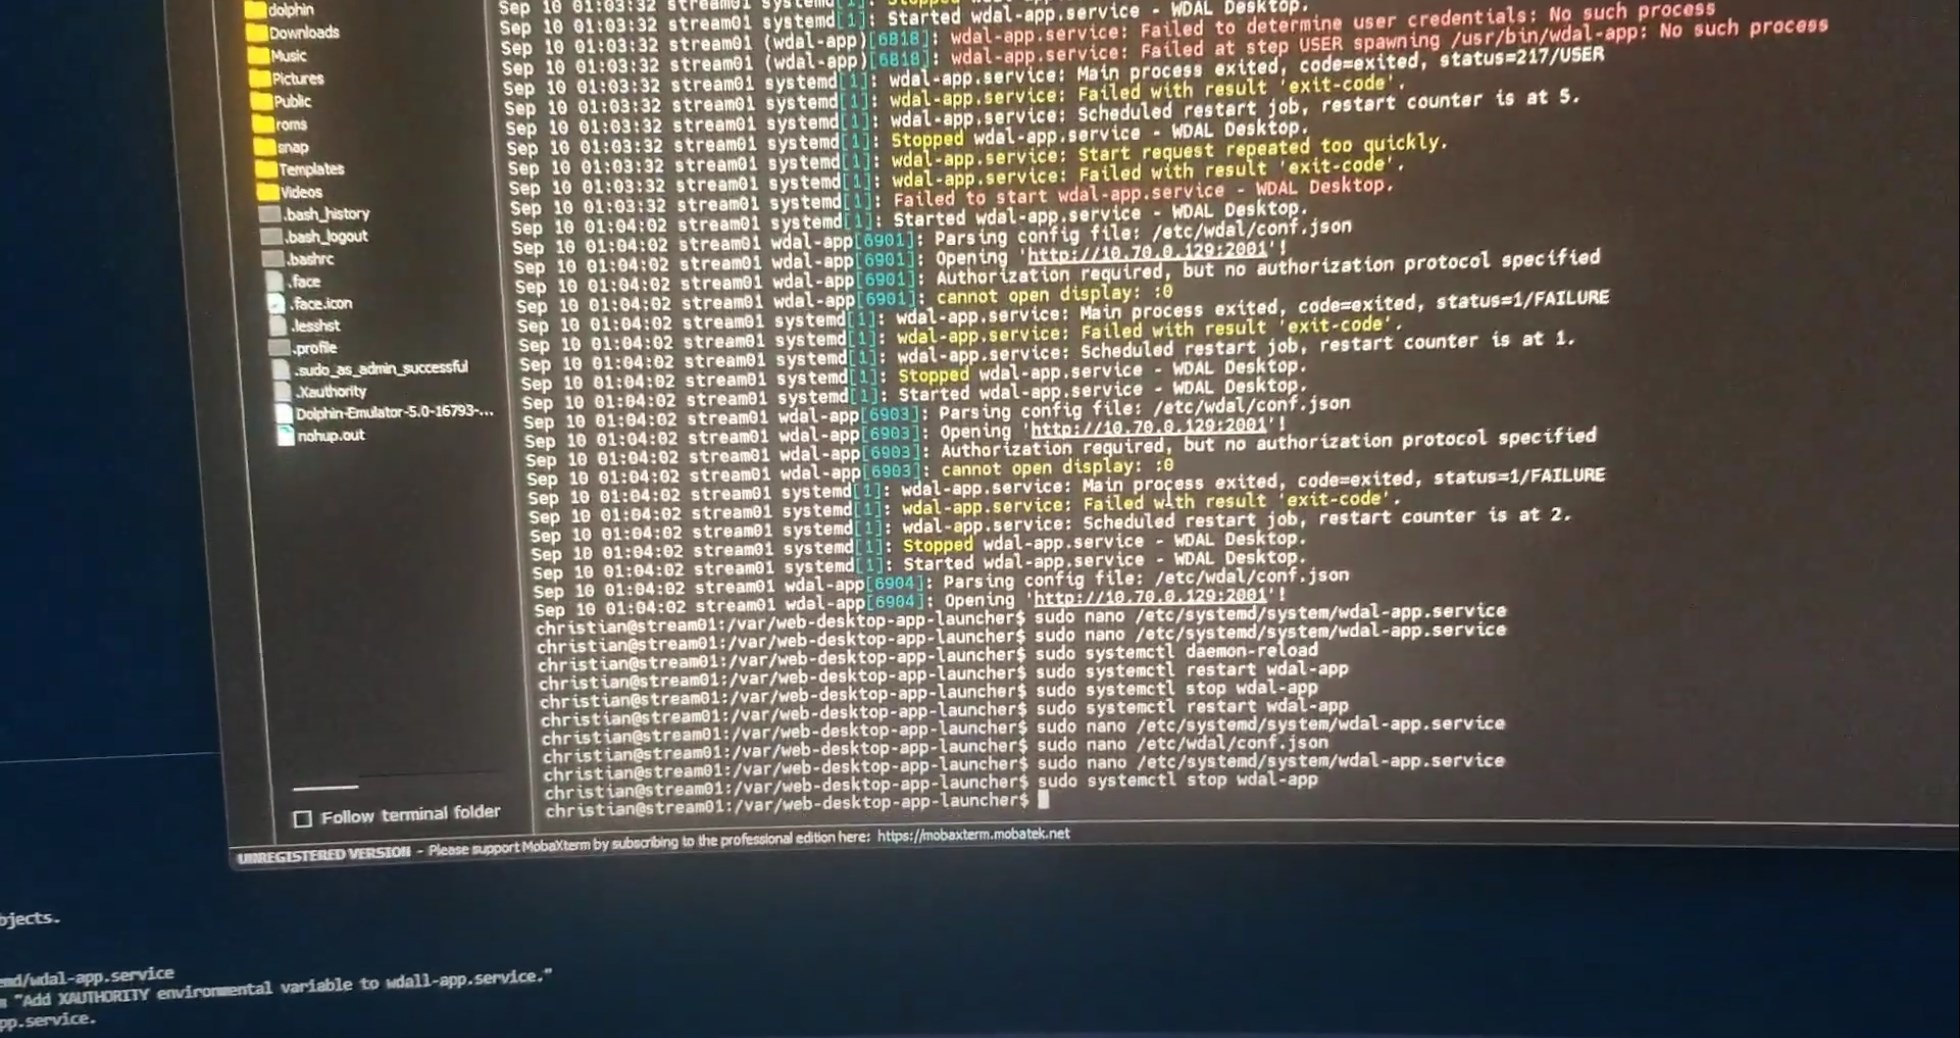 dolphin
Downloads
Music
Pictures
Public
roms
snap
Templates
Videos
.bash_history
.bash_logout
.bashrc
.face
.face.icon
.lesshst
.profile
.sudo_as_admin_successful
.Xauthority
Dolphin-Emulator-5.0-16793-...
nohup.out
Follow terminal folder
Sep 10 01:03:32 stream01 systemd[1]:
Sep 10 01:03:32 stream01 systemd[1]: Started wdal-app.service - WDAL Desktop.
Sep 10 01:03:32 stream01 (wdal-app)[6818]: wdal-app.service: Failed to determine user credentials: No such process
Sep 10 01:03:32 stream01 (wdal-app)[6818]: wdal-app.service: Failed at step USER spawning /usr/bin/wdal-app: No such process
Sep 10 01:03:32 stream01 systemd[1]: wdal-app.service: Main process exited, code=exited, status=217/USER
Sep 10 01:03:32 stream01 systemd[1]: wdal-app.service: Failed with result 'exit-code'.
Sep 10 01:03:32 stream01 systemd[1]: wdal-app.service: Scheduled restart job, restart counter is at 5.
Sep 10 01:03:32 stream01 systemd[1]: Stopped wdal-app.service - WDAL Desktop.
Sep 10 01:03:32 stream01 systemd[1]: wdal-app.service: Start request repeated too quickly.
Sep 10 01:03:32 stream01 systemd[1]: wdal-app.service: Failed with result 'exit-code'.
Sep 10 01:03:32 stream01 systemd[1]: Failed to start wdal-app.service - WDAL Desktop.
Sep 10 01:04:02 stream01 systemd[1]: Started wdal-app.service - WDAL Desktop.
Sep 10 01:04:02 stream01 wdal-app[6901]: Parsing config file: /etc/wdal/conf.json
Sep 10 01:04:02 stream01 wdal-app[6901]: Opening 'http://10.70.0.129:2001'!
Sep 10 01:04:02 stream01 wdal-app[6901]: Authorization required, but no authorization protocol specified
Sep 10 01:04:02 stream01 wdal-app[6901]: cannot open display: :0
Sep 10 01:04:02 stream01 systemd[1]: wdal-app.service: Main process exited, code=exited, status=1/FAILURE
Sep 10 01:04:02 stream01 systemd[1]: wdal-app.service: Failed with result 'exit-code'.
Sep 10 01:04:02 stream01 systemd[1]: wdal-app.service: Scheduled restart job, restart counter is at 1.
Sep 10 01:04:02 stream01 systemd[1]: Stopped wdal-app.service - WDAL Desktop.
Sep 10 01:04:02 stream01 systemd[1]: Started wdal-app.service - WDAL Desktop.
Sep 10 01:04:02 stream01 wdal-app[6903]: Parsing config file: /etc/wdal/conf.json
Sep 10 01:04:02 stream01 wdal-app[6903]: Opening 'http://10.70.0.129:2001'!
Sep 10 01:04:02 stream01 wdal-app[6903]: Authorization required, but no authorization protocol specified
Sep 10 01:04:02 stream01 wdal-app[6903]: cannot open display: :0
Sep 10 01:04:02 stream01 systemd[1]: wdal-app.service: Main process exited, code=exited, status=1/FAILURE
Sep 10 01:04:02 stream01 systemd[1]: wdal-app.service: Failed with result 'exit-code'.
Sep 10 01:04:02 stream01 systemd[1]: wdal-app.service: Scheduled restart job, restart counter is at 2.
Sep 10 01:04:02 stream01 systemd[1]: Stopped wdal-app.service - WDAL Desktop.
Sep 10 01:04:02 stream01 systemd[1]: Started wdal-app.service - WDAL Desktop.
Sep 10 01:04:02 stream01 wdal-app[6904]: Parsing config file: /etc/wdal/conf.json
Sep 10 01:04:02 stream01 wdal-app[6904]: Opening 'http://10.70.0.129:2001'!
christian@stream01:/var/web-desktop-app-launcher$ sudo nano /etc/systemd/system/wdal-app.service
christian@stream01:/var/web-desktop-app-launcher$ sudo nano /etc/systemd/system/wdal-app.service
christian@stream01:/var/web-desktop-app-launcher$ sudo systemctl daemon-reload
christian@stream01:/var/web-desktop-app-launcher$ sudo systemctl restart wdal-app
christian@stream01:/var/web-desktop-app-launcher$ sudo systemctl stop wdal-app
christian@stream01:/var/web-desktop-app-launcher$ sudo systemctl restart wdal-app
christian@stream01:/var/web-desktop-app-launcher$ sudo nano /etc/systemd/system/wdal-app.service
christian@stream01:/var/web-desktop-app-launcher$ sudo nano /etc/wdal/conf.json
christian@stream01:/var/web-desktop-app-launcher$ sudo nano /etc/systemd/system/wdal-app.service
christian@stream01:/var/web-desktop-app-launcher$ sudo systemctl stop wdal-app
christian@stream01:/var/web-desktop-app-launcher$
UNREGISTERED VERSION - Please support MobaXterm by subscribing to the professional edition here: https://mobaxterm.mobatek.net
bjects.
md/wdal-app.service
m "Add XAUTHORITY environmental variable to wdall-app.service."
pp.service.